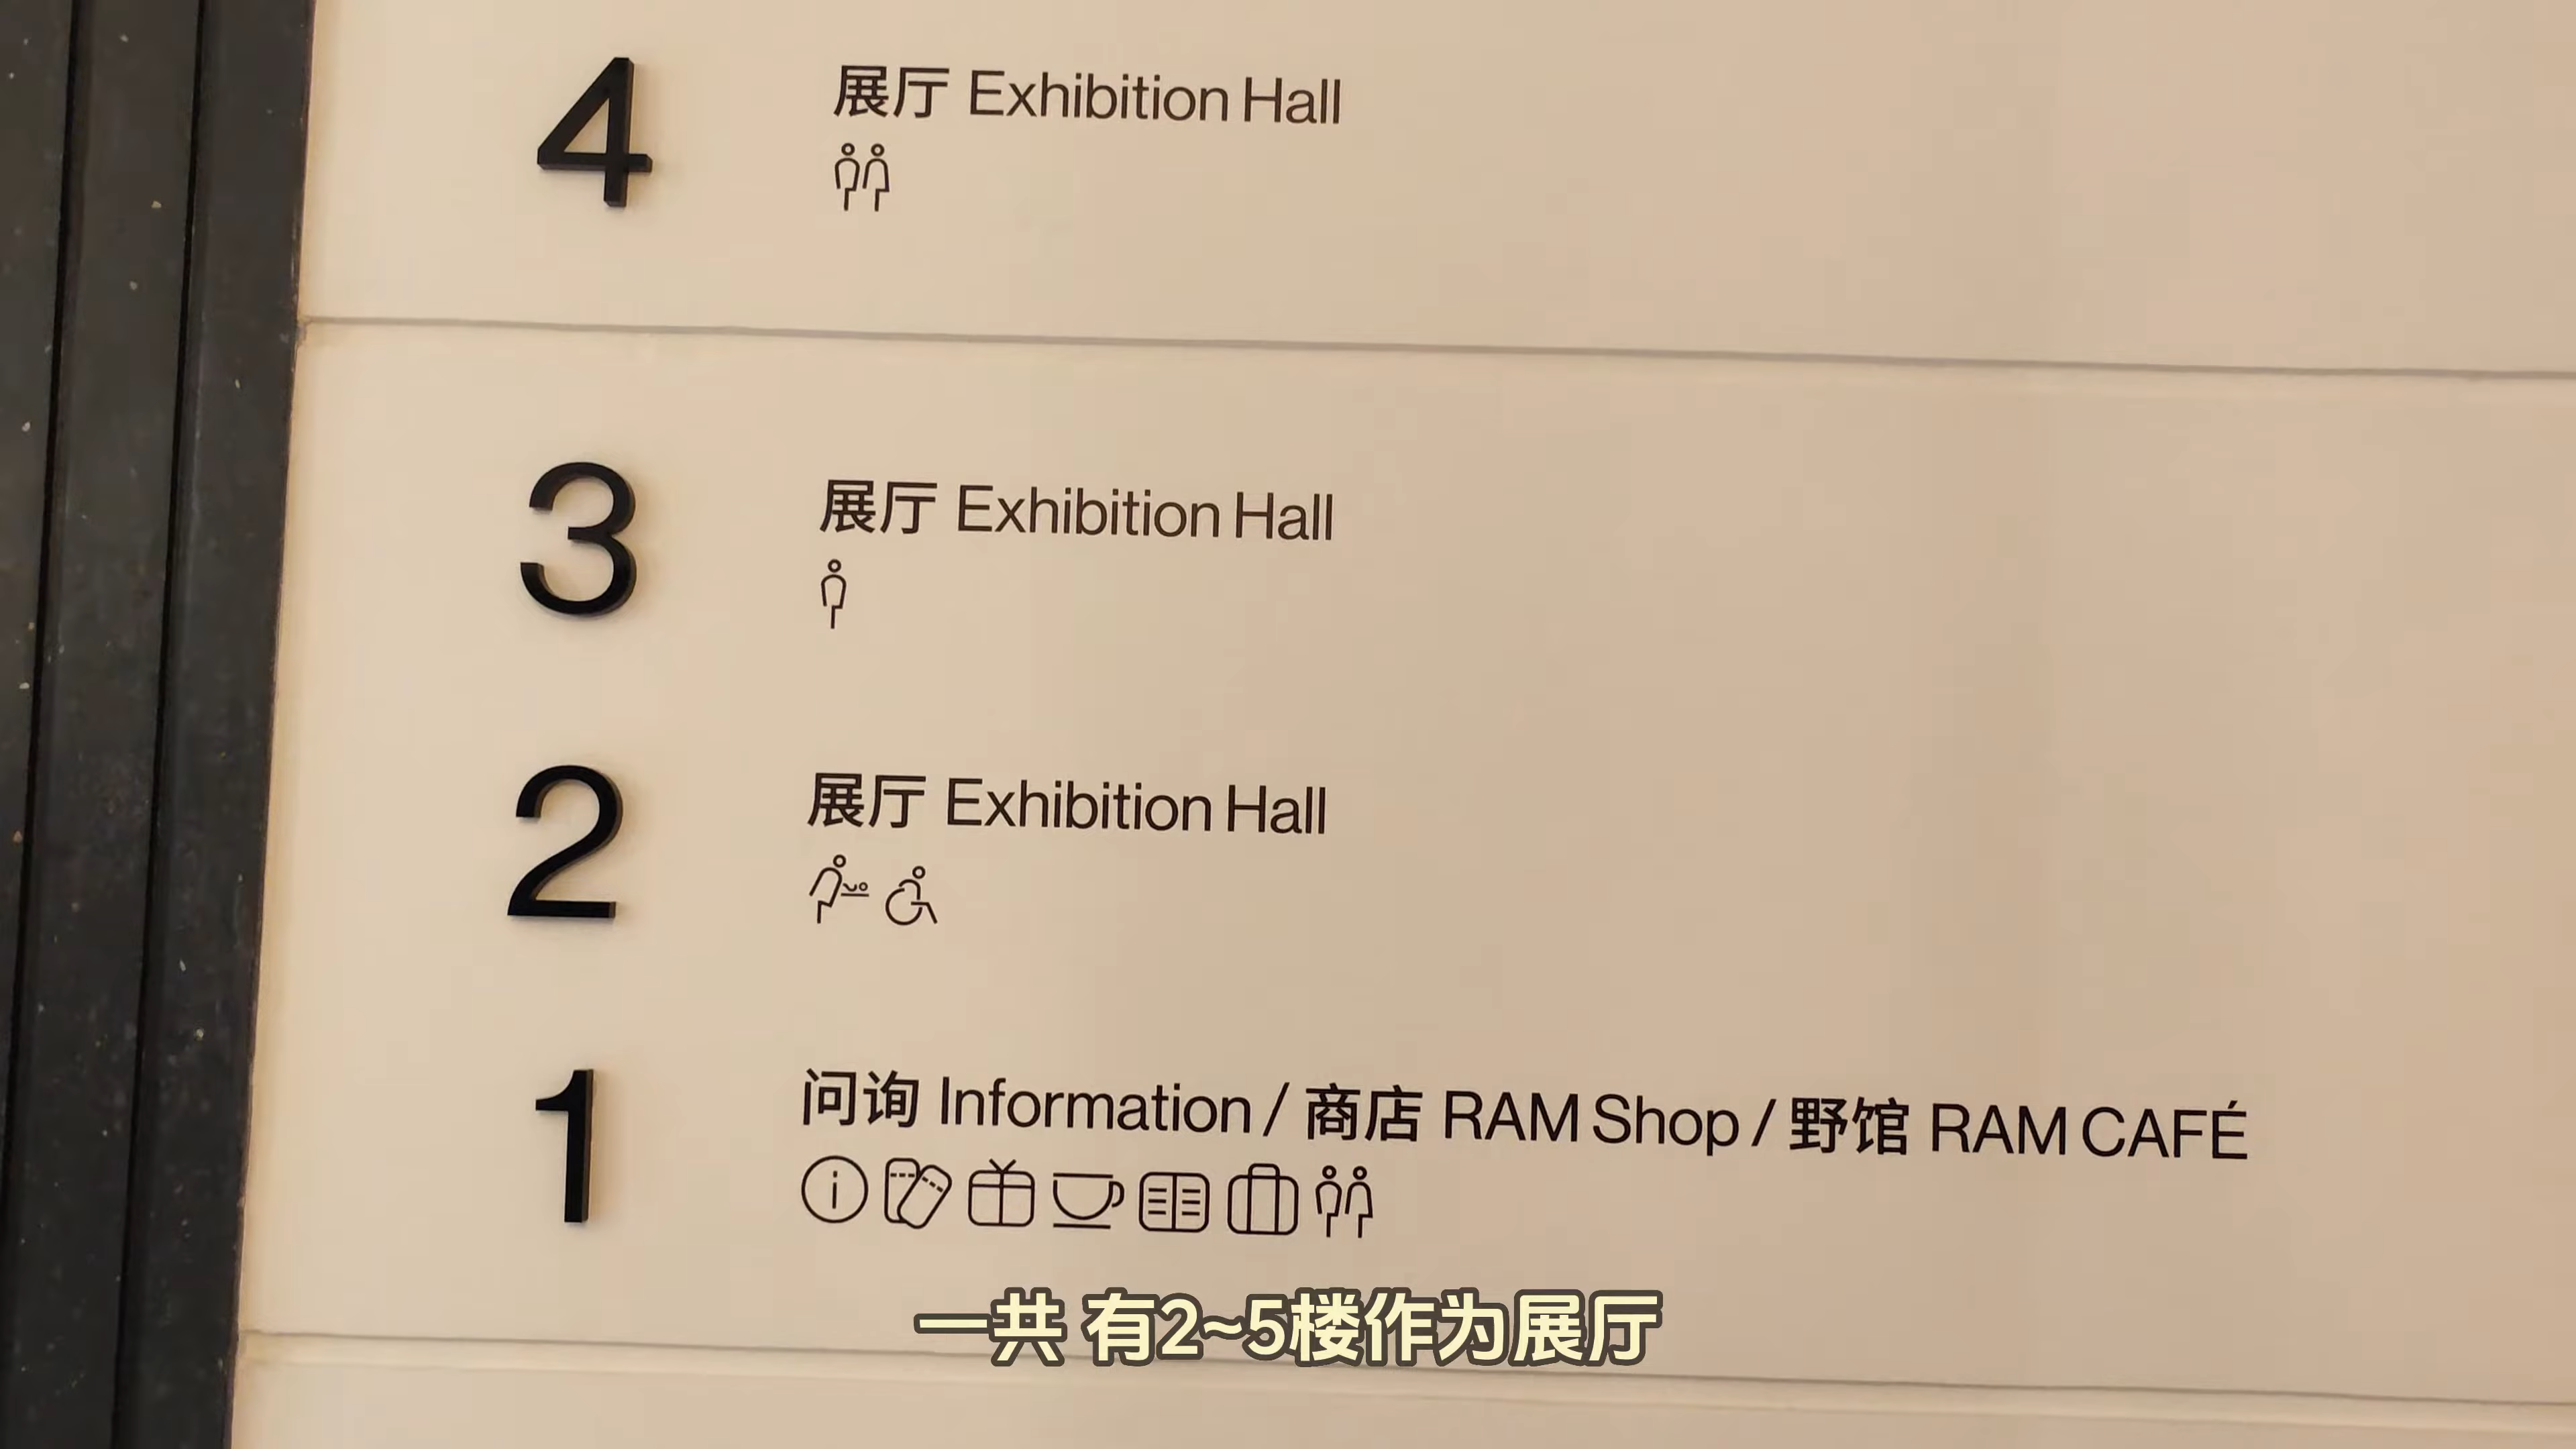 4
展厅 Exhibition Hall
3
展厅 Exhibition Hall
2
展厅 Exhibition Hall
1
问询 Information / 商店 RAM Shop / 野馆 RAM CAFÉ
一共 有2~5楼作为展厅